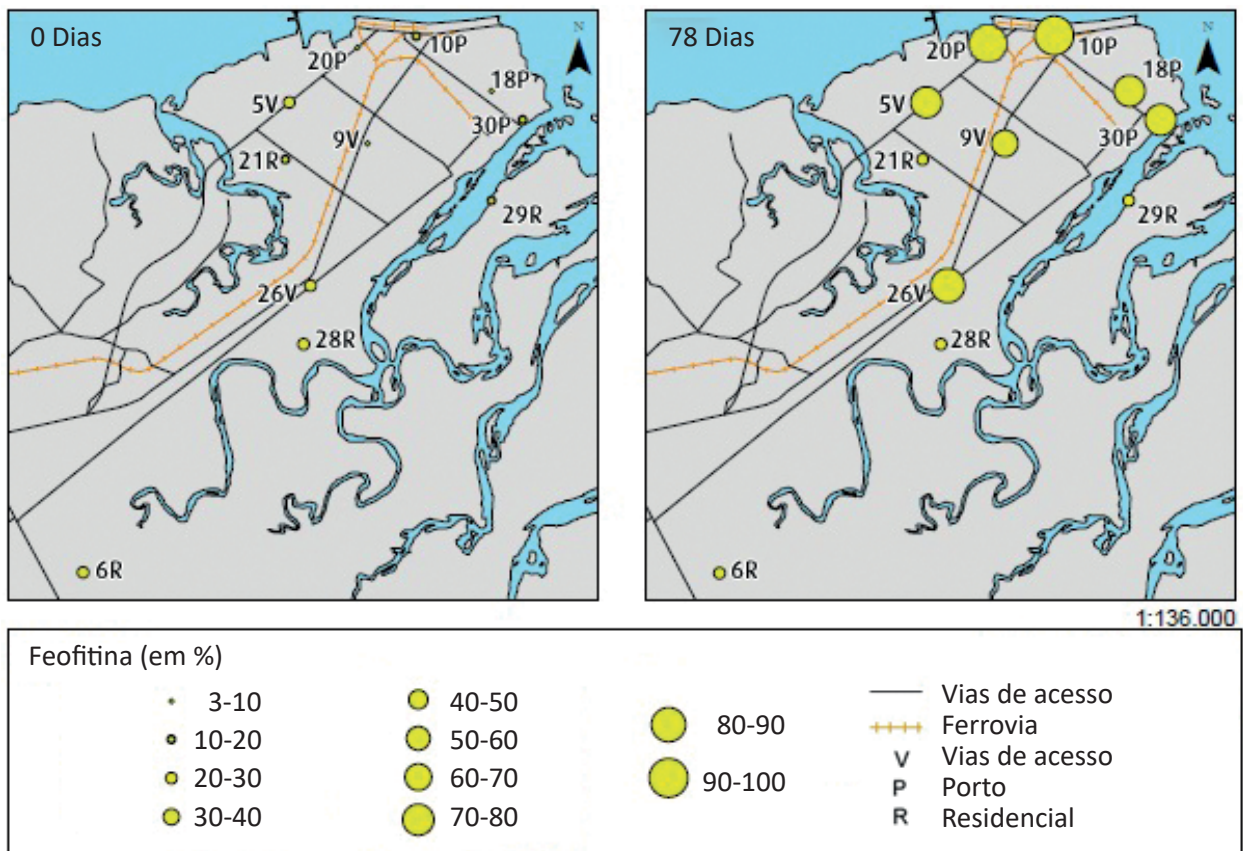 0 Dias
N
20P
10P
18P
5V
30P
9V
21R
29R
26V
28R
6R
78 Dias
N
20P
10P
18P
5V
30P
9V
21R
29R
26V
28R
6R
1:136.000
Feofitina (em %)
3-10
10-20
20-30
30-40
40-50
50-60
60-70
70-80
80-90
90-100
Vias de acesso
Ferrovia
V Vias de acesso
P Porto
R Residencial